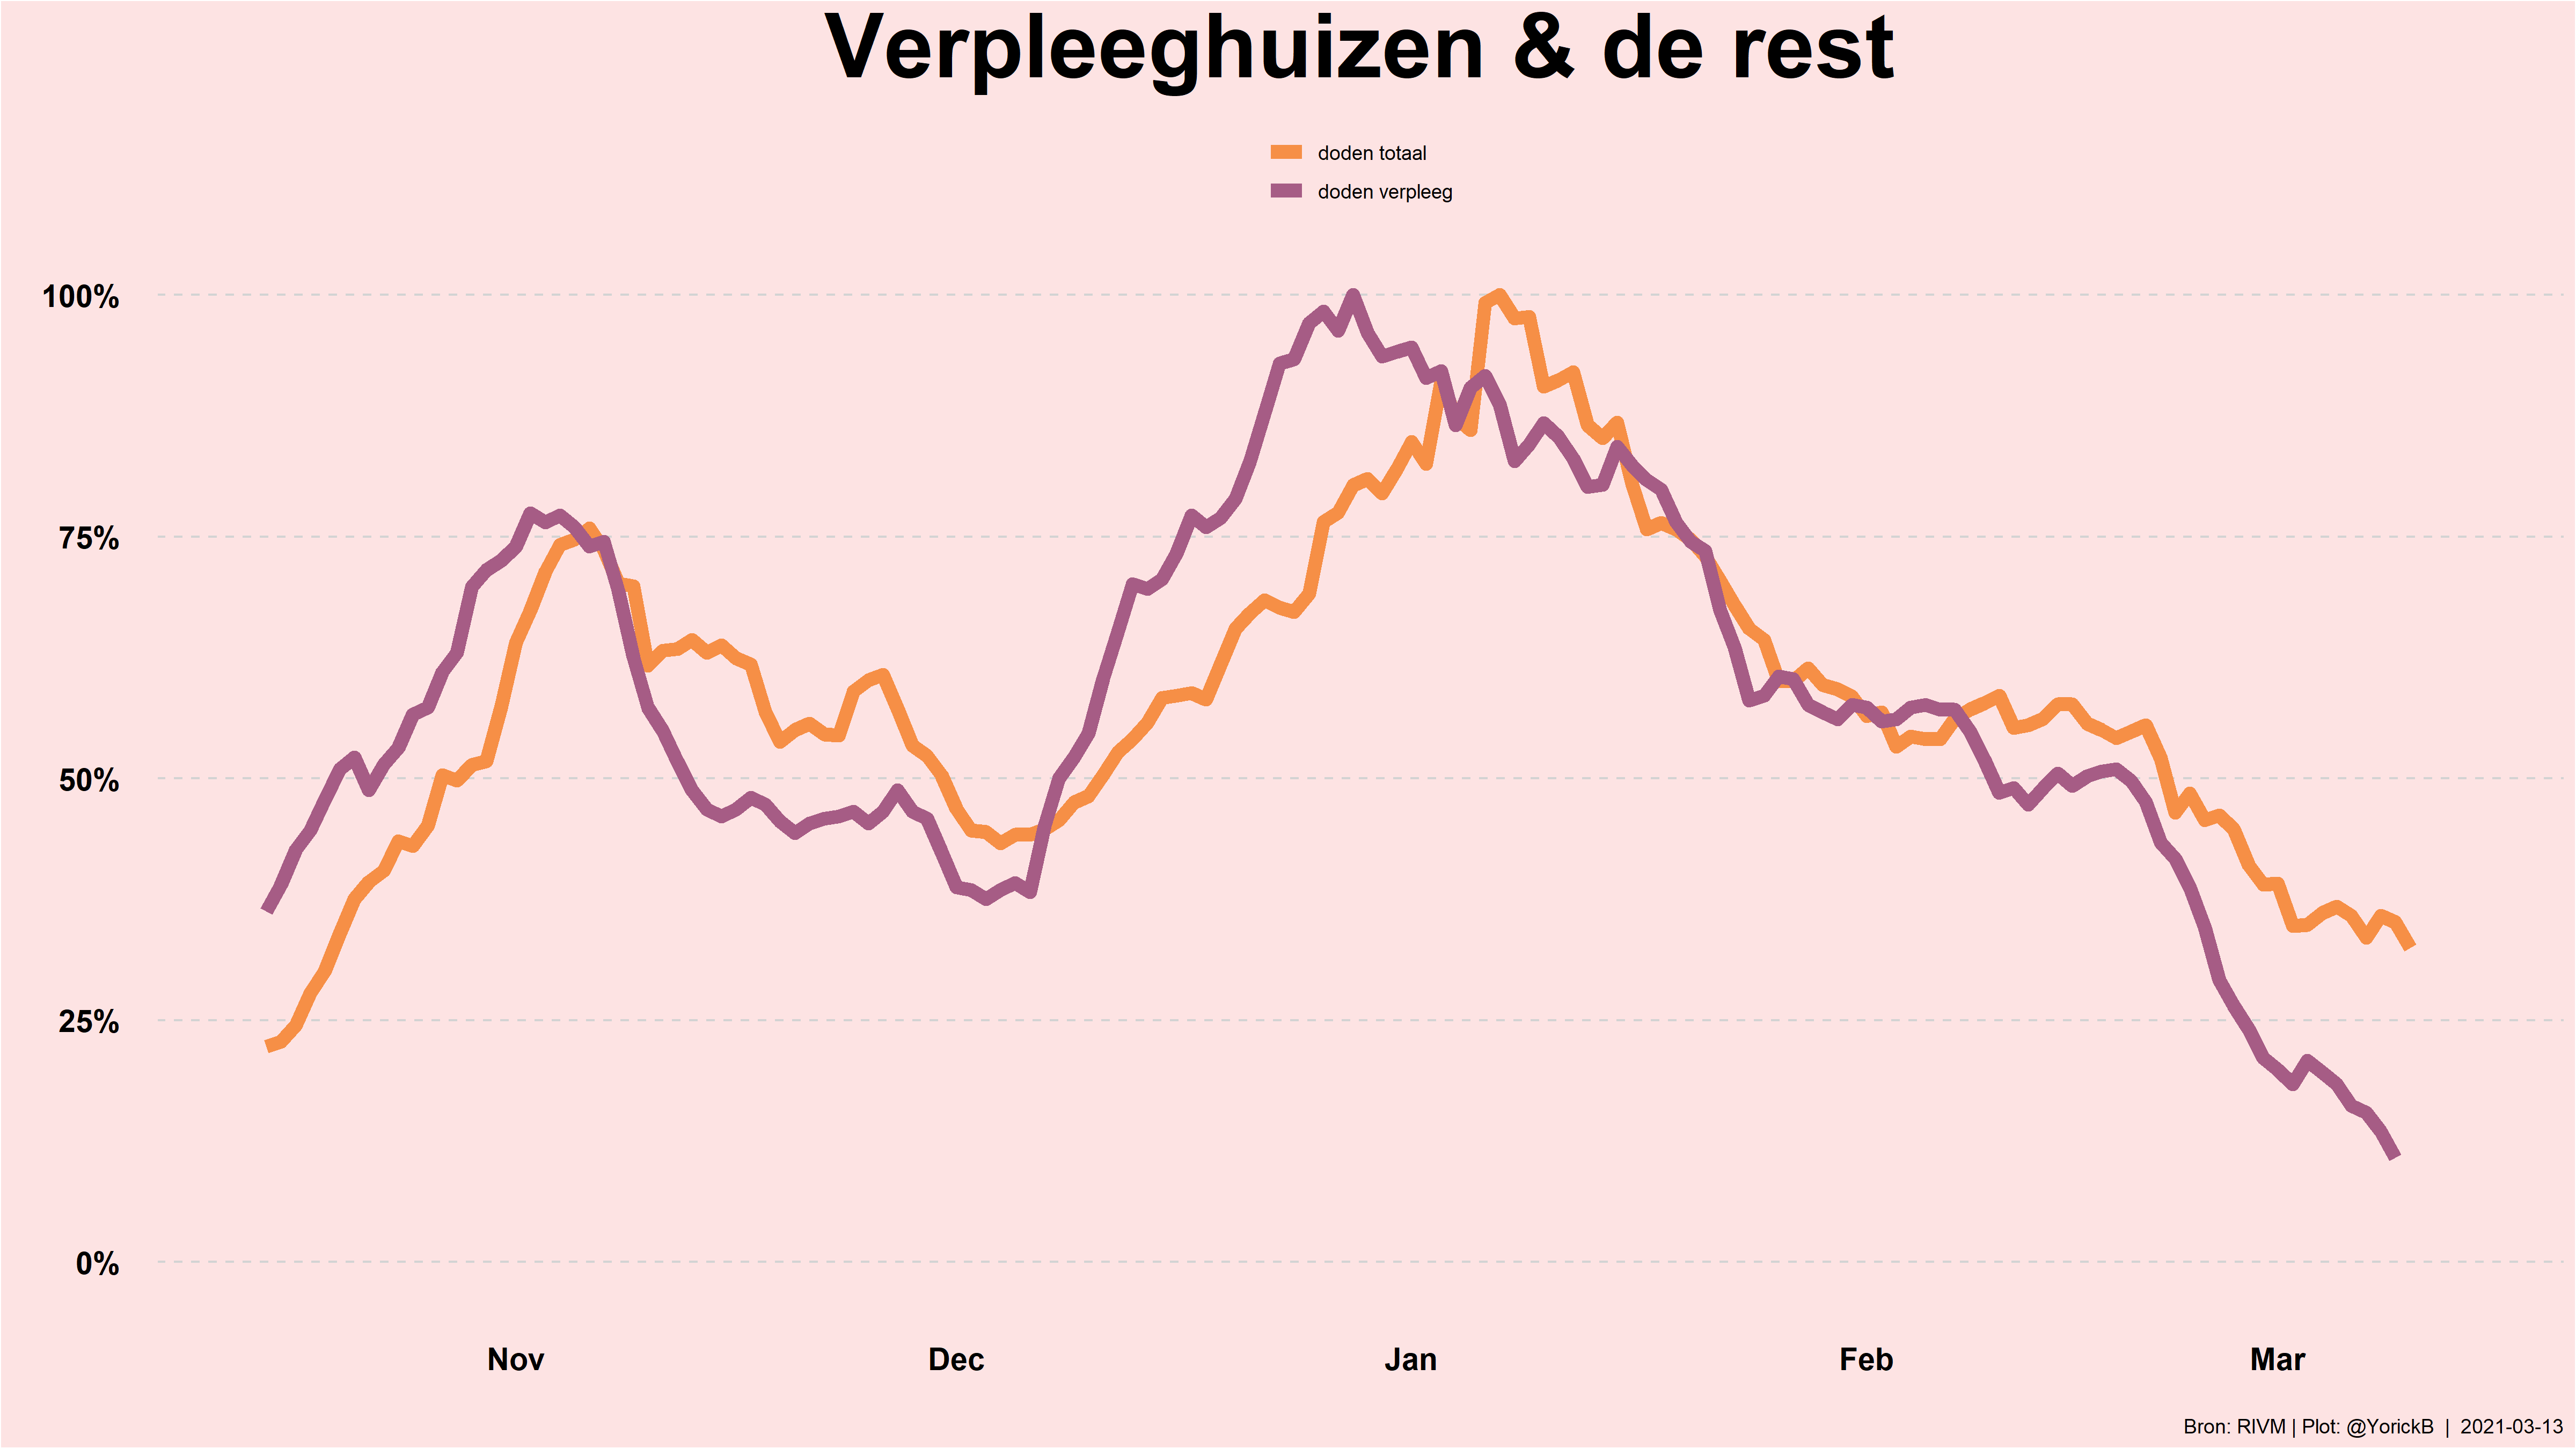 Verpleeghuizen & de rest
doden totaal
doden verpleeg
100%
75%
50%
25%
0%
Nov Dec Jan Feb Mar
Bron: RIVM | Plot: @YorickB | 2021-03-13